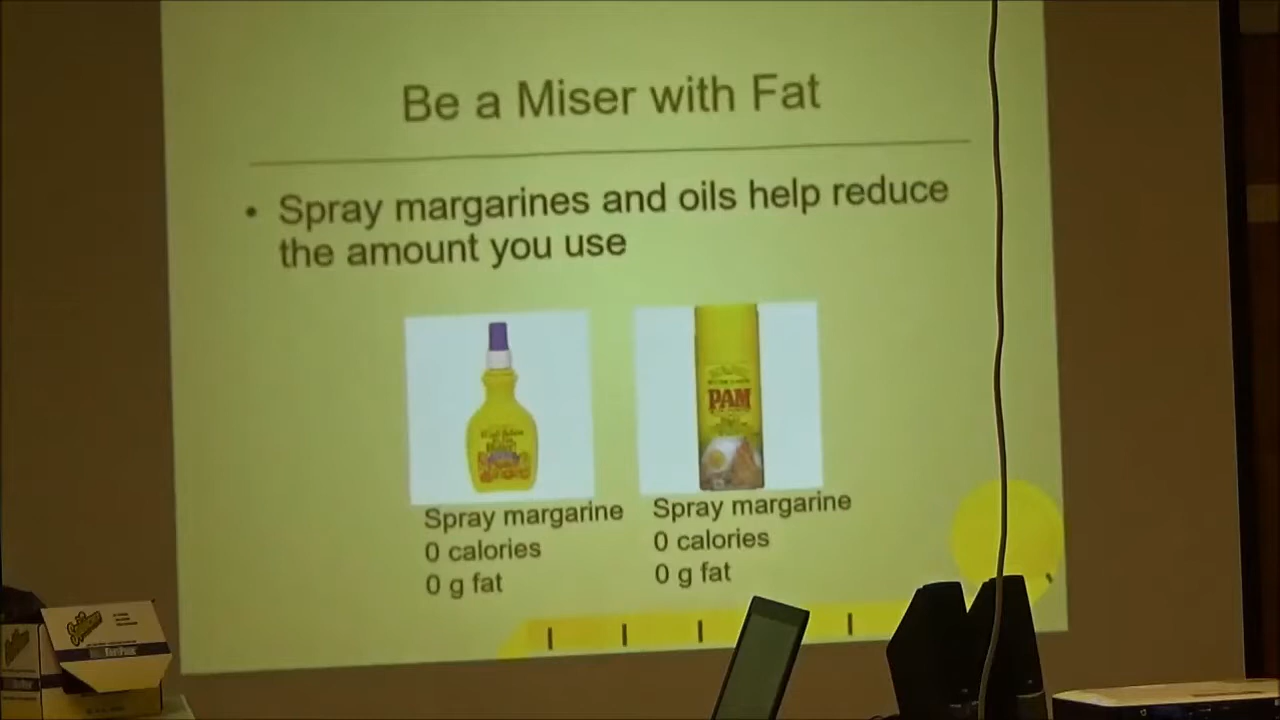 Be a Miser with Fat
• Spray margarines and oils help reduce
the amount you use
PAM
Spray margarine
0 calories
0 g fat
Spray margarine
0 calories
0 g fat
Sqwincher